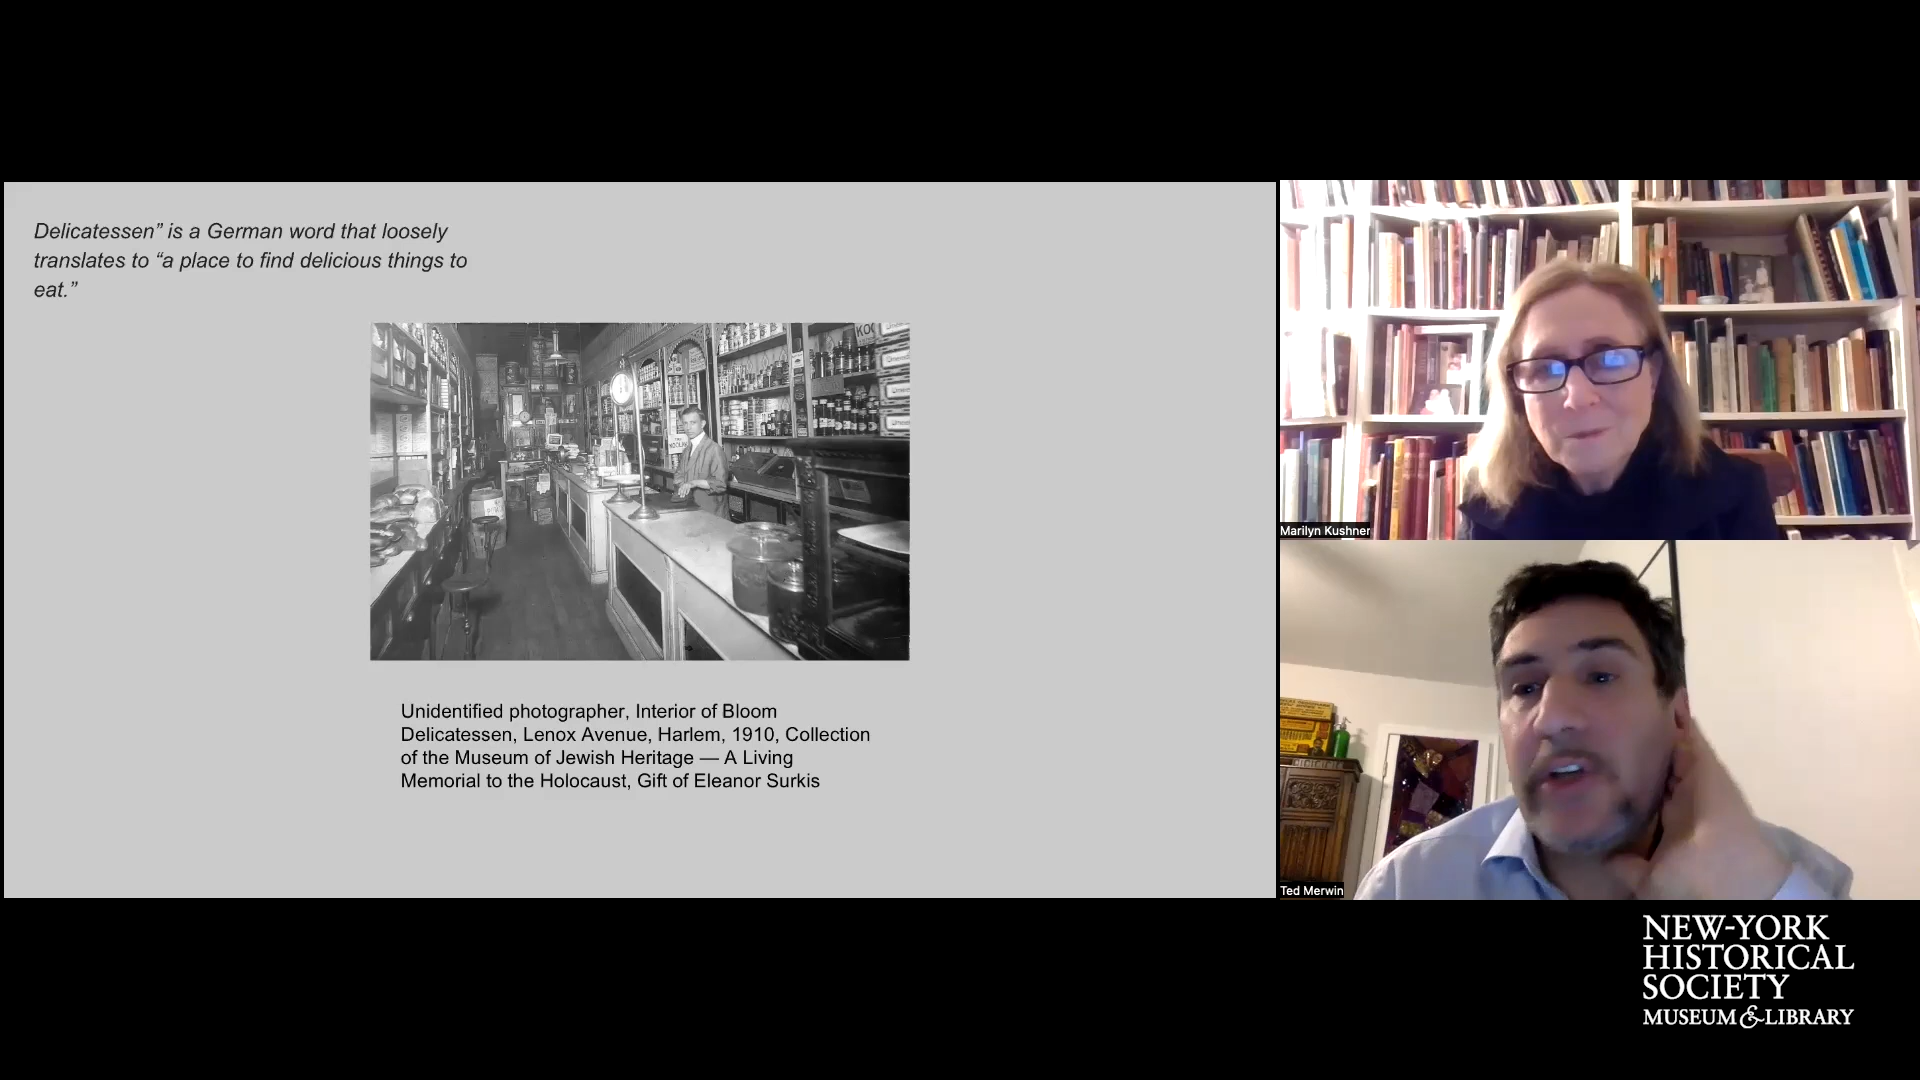 Delicatessen” is a German word that loosely
translates to “a place to find delicious things to
eat.”
KOO
Unidentified photographer, Interior of Bloom
Delicatessen, Lenox Avenue, Harlem, 1910, Collection
of the Museum of Jewish Heritage — A Living
Memorial to the Holocaust, Gift of Eleanor Surkis
Marilyn Kushner
Ted Merwin
NEW-YORK
HISTORICAL
SOCIETY
MUSEUM & LIBRARY